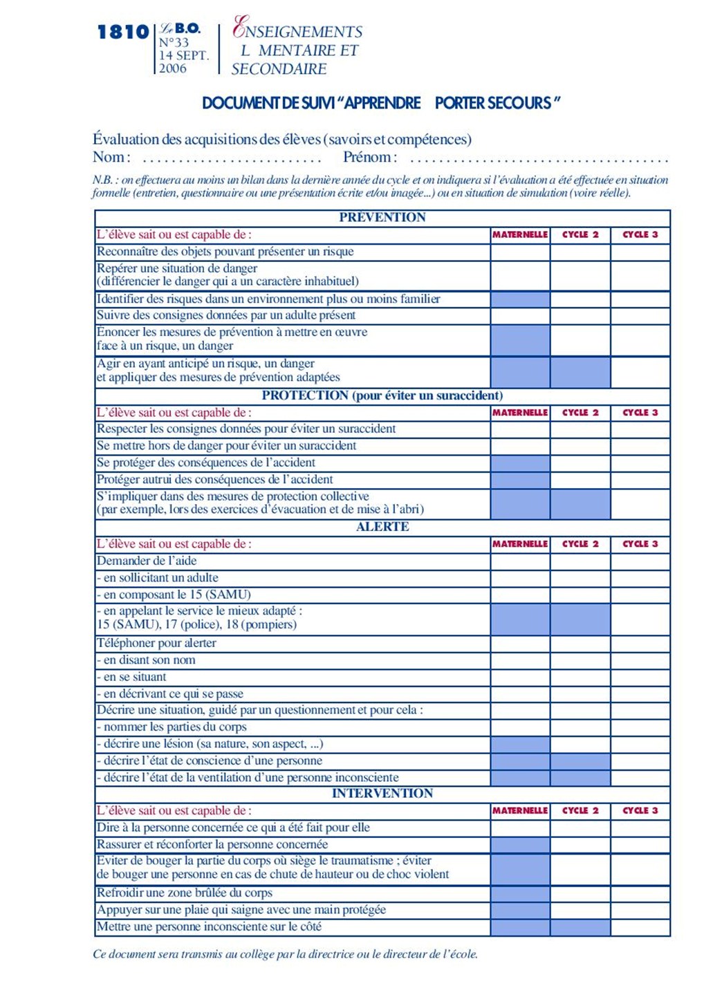 1810
Le B.O.
N°33
14 SEPT.
2006
ENSEIGNEMENTS
L MENTAIRE ET
SECONDAIRE
DOCUMENT DE SUIVI “APPRENDRE PORTER SECOURS ”
Évaluation des acquisitions des élèves (savoirs et compétences)
Nom : . . . . . . . . . . . . . . . . . . . . . . . . . Prénom : . . . . . . . . . . . . . . . . . . . . . . . . . . . . . . . . . . . .
N.B. : on effectuera au moins un bilan dans la dernière année du cycle et on indiquera si l’évaluation a été effectuée en situation
formelle (entretien, questionnaire ou une présentation écrite et/ou imagée...) ou en situation de simulation (voire réelle).
PRÉVENTION
L’élève sait ou est capable de : MATERNELLE CYCLE 2 CYCLE 3
Reconnaître des objets pouvant présenter un risque
Repérer une situation de danger
(différencier le danger qui a un caractère inhabituel)
Identifier des risques dans un environnement plus ou moins familier
Suivre des consignes données par un adulte présent
Énoncer les mesures de prévention à mettre en œuvre
face à un risque, un danger
Agir en ayant anticipé un risque, un danger
et appliquer des mesures de prévention adaptées
PROTECTION (pour éviter un suraccident)
L’élève sait ou est capable de : MATERNELLE CYCLE 2 CYCLE 3
Respecter les consignes données pour éviter un suraccident
Se mettre hors de danger pour éviter un suraccident
Se protéger des conséquences de l’accident
Protéger autrui des conséquences de l’accident
S’impliquer dans des mesures de protection collective
(par exemple, lors des exercices d’évacuation et de mise à l’abri)
ALERTE
L’élève sait ou est capable de : MATERNELLE CYCLE 2 CYCLE 3
Demander de l’aide
- en sollicitant un adulte
- en composant le 15 (SAMU)
- en appelant le service le mieux adapté :
15 (SAMU), 17 (police), 18 (pompiers)
Téléphoner pour alerter
- en disant son nom
- en se situant
- en décrivant ce qui se passe
Décrire une situation, guidé par un questionnement et pour cela :
- nommer les parties du corps
- décrire une lésion (sa nature, son aspect, ...)
- décrire l’état de conscience d’une personne
- décrire l’état de la ventilation d’une personne inconsciente
INTERVENTION
L’élève sait ou est capable de : MATERNELLE CYCLE 2 CYCLE 3
Dire à la personne concernée ce qui a été fait pour elle
Rassurer et réconforter la personne concernée
Éviter de bouger la partie du corps où siège le traumatisme ; éviter
de bouger une personne en cas de chute de hauteur ou de choc violent
Refroidir une zone brûlée du corps
Appuyer sur une plaie qui saigne avec une main protégée
Mettre une personne inconsciente sur le côté
Ce document sera transmis au collège par la directrice ou le directeur de l’école.